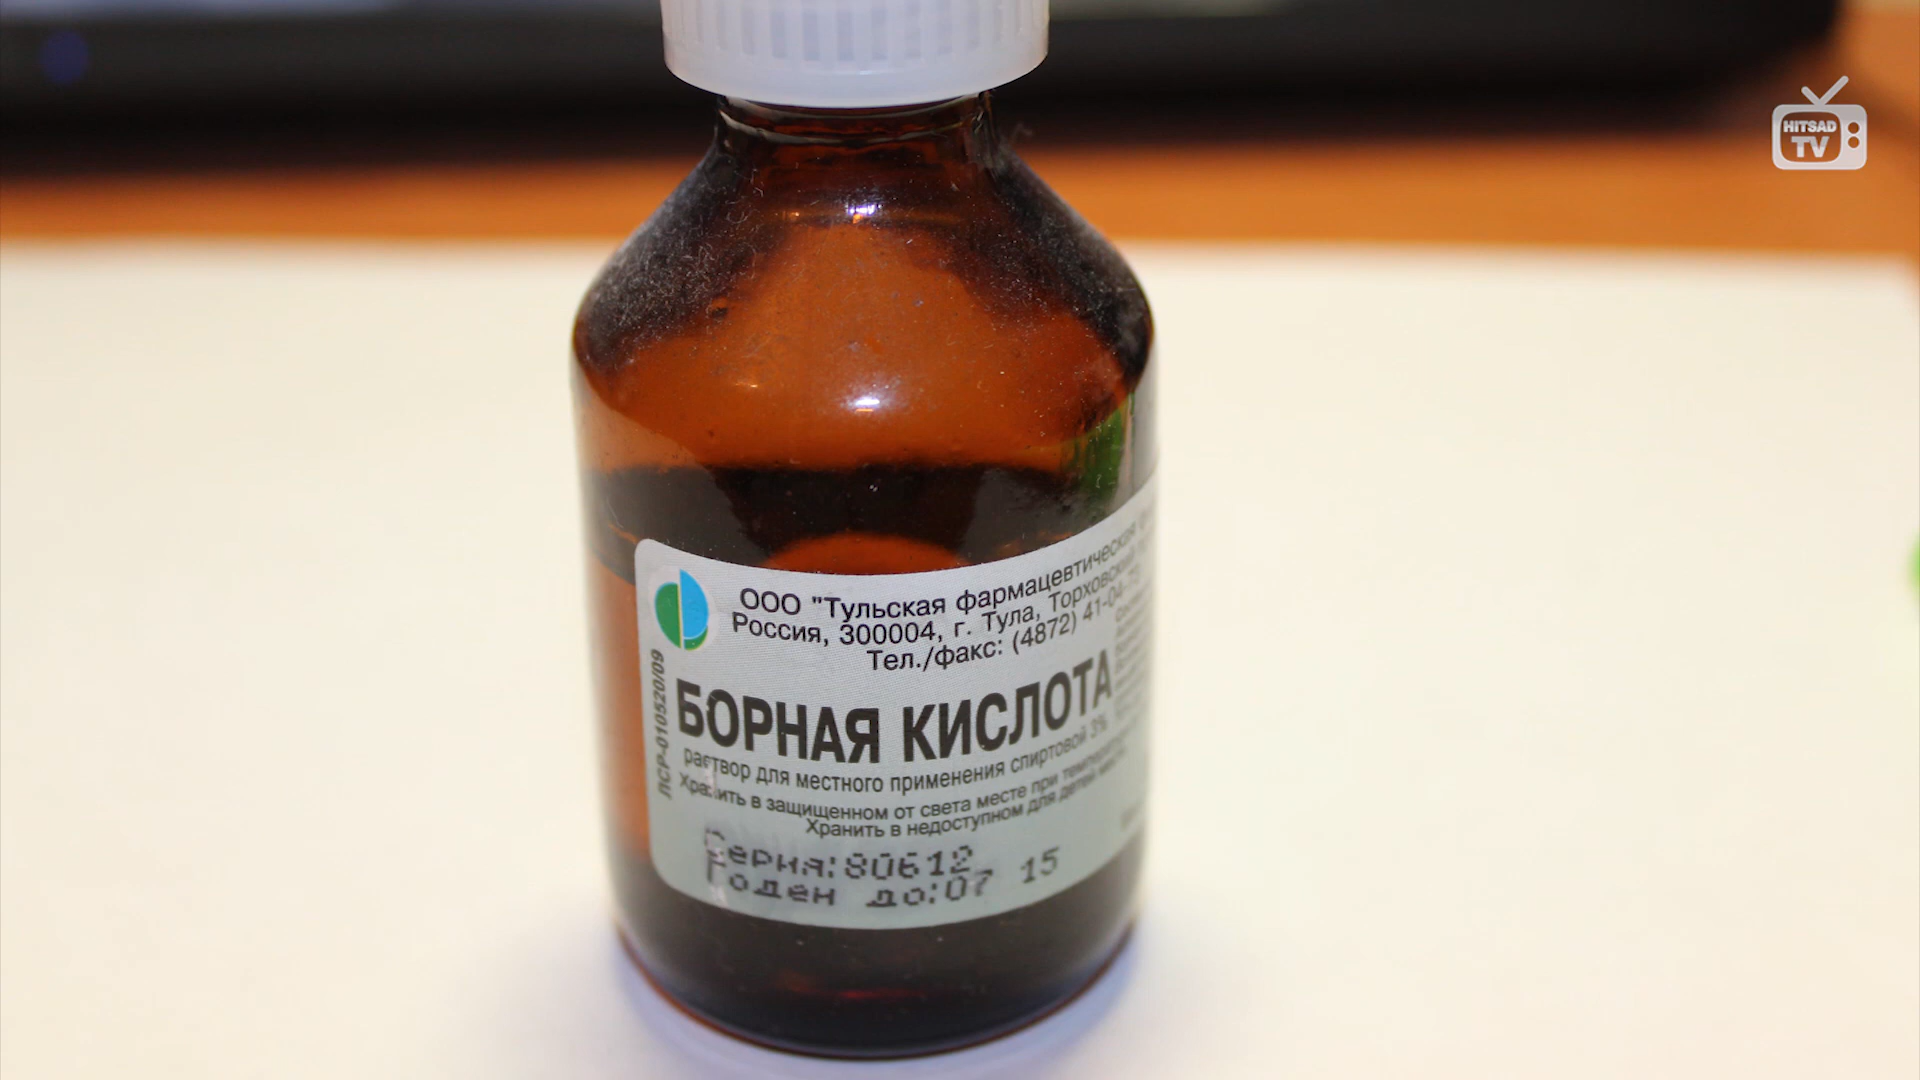 HITSAD
TV
ООО "Тульская фармацевтическая
Россия, 300004, г. Тула, Торховский
Тел./факс: (4872) 41-04-73
ЛСР-010520/09
БОРНАЯ КИСЛОТА
раствор для местного применения спиртовой 3%
Хранить в защищенном от света месте при
Хранить в недоступном для детей месте
Серия:80612
Годен до:07 15